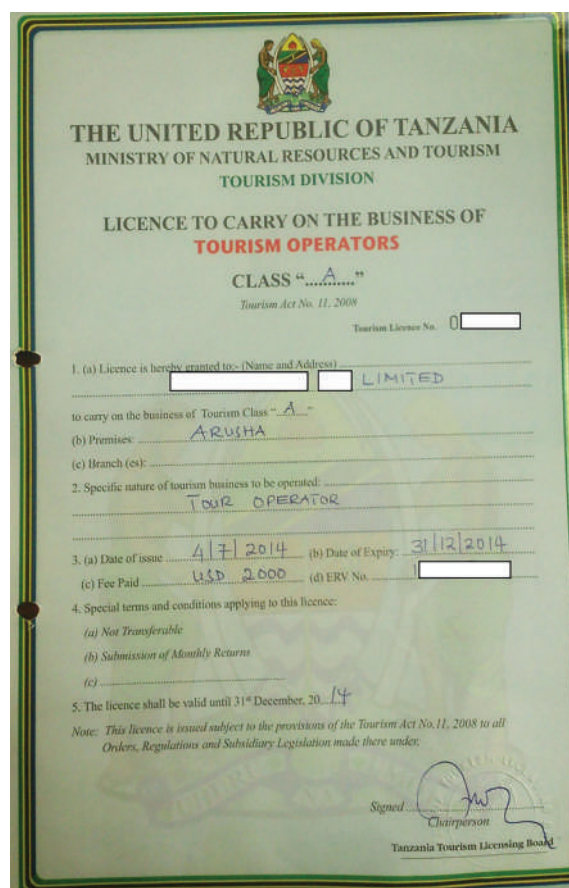 THE UNITED REPUBLIC OF TANZANIA
MINISTRY OF NATURAL RESOURCES AND TOURISM
TOURISM DIVISION
LICENCE TO CARRY ON THE BUSINESS OF
TOURISM OPERATORS
CLASS “....A.....”
Tourism Act No. 11, 2008
Tourism Licence No. 0
1. (a) Licence is hereby granted to:- (Name and Address)
LIMITED
to carry on the business of Tourism Class “ A -
(b) Premises: ARUSHA
(c) Branch (es):
2. Specific nature of tourism business to be operated:
TOUR OPERATOR
3. (a) Date of issue 4/7/2014 (b) Date of Expiry: 31/12/2014
(c) Fee Paid USD 2000 (d) ERV No.
4. Special terms and conditions applying to this licence:
(a) Not Transferable
(b) Submission of Monthly Returns
(c)
5. The licence shall be valid until 31st December, 20 14
Note: This licence is issued subject to the provisions of the Tourism Act No.11, 2008 to all
Orders, Regulations and Subsidiary Legislation made there under.
Signed
Chairperson
Tanzania Tourism Licensing Board